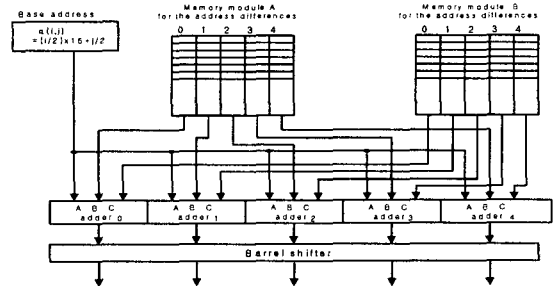 Base address
α(i,j)
=(i/2)x16+j/2
Memory module A
for the address differences
0 1 2 3 4
Memory module B
for the address differences
0 1 2 3 4
A B C A B C A B C A B C A B C
adder 0 adder 1 adder 2 adder 3 adder 4
Barrel shifter